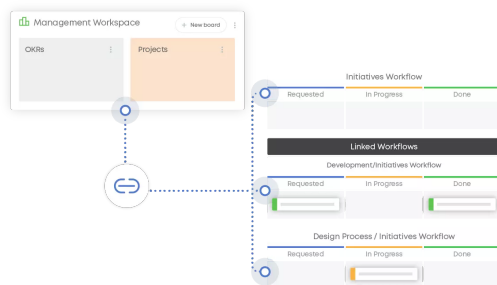 Management Workspace
+ New board
OKRs
Projects
Initiatives Workflow
Requested In Progress Done
Linked Workflows
Development/Initiatives Workflow
Requested In Progress Done
Design Process / Initiatives Workflow
Requested In Progress Done